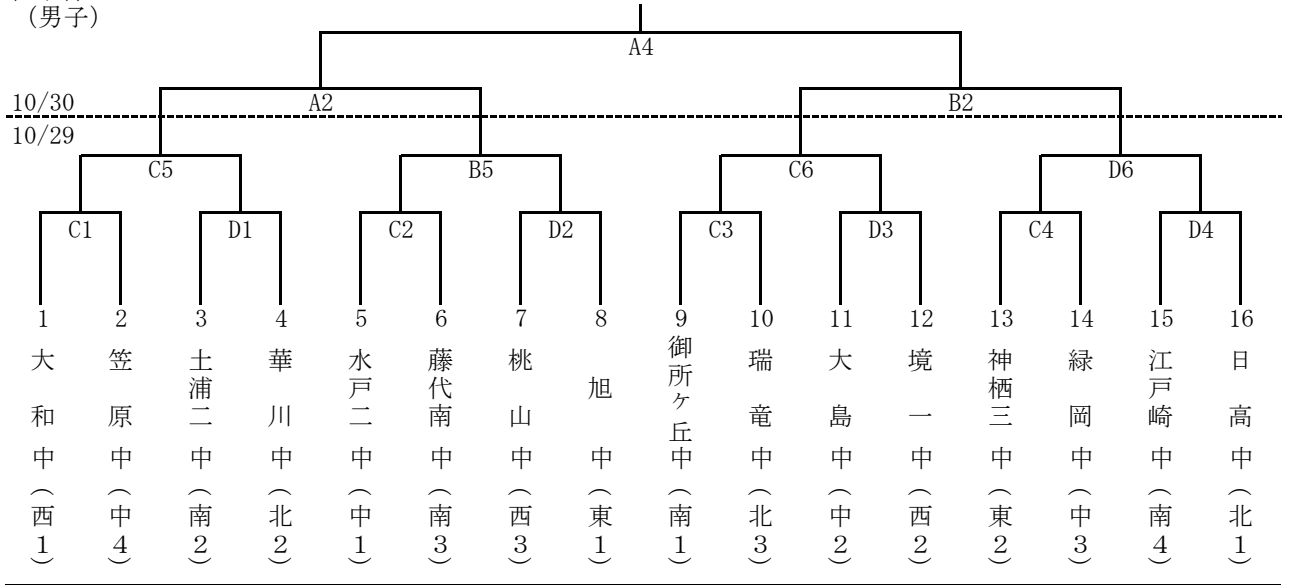 (男子)
A4
10/30
A2
B2
10/29
C5
B5
C6
D6
C1
D1
C2
D2
C3
D3
C4
D4
1
2
3
4
5
6
7
8
9
10
11
12
13
14
15
16
大和中(西1)
笠原中(中4)
土浦二中(南2)
華川中(北2)
水戸二中(中1)
藤代南中(南3)
桃山中(西3)
旭中(東1)
御所ヶ丘中(南1)
瑞竜中(北3)
大島中(中2)
境一中(西2)
神栖三中(東2)
緑岡中(中3)
江戸崎中(南4)
日高中(北1)